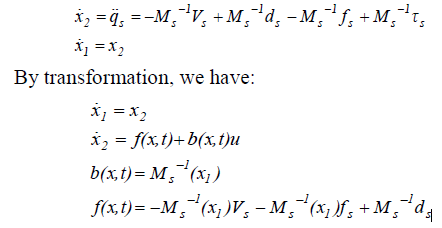 ẋ₂ = q̈ₛ = −Mₛ⁻¹Vₛ + Mₛ⁻¹dₛ − Mₛ⁻¹fₛ + Mₛ⁻¹τₛ
ẋ₁ = x₂
By transformation, we have:
ẋ₁ = x₂
ẋ₂ = f(x,t)+b(x,t)u
b(x,t)= Mₛ⁻¹(x₁)
f(x,t)= −Mₛ⁻¹(x₁)Vₛ − Mₛ⁻¹(x₁)fₛ + Mₛ⁻¹dₛ